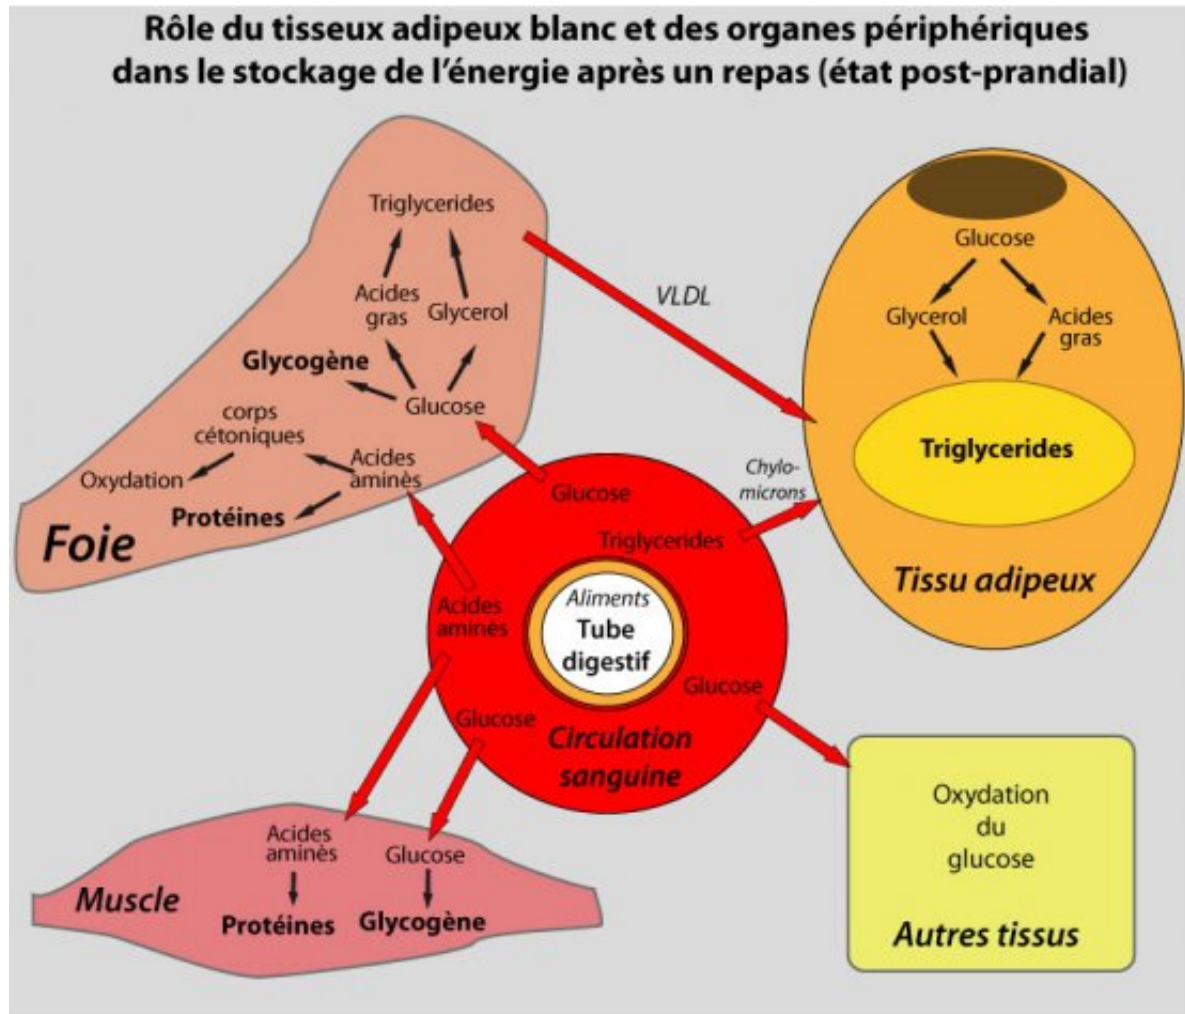 Rôle du tisseux adipeux blanc et des organes périphériques
dans le stockage de l'énergie après un repas (état post-prandial)
Triglycerides
Acides
gras
Glycerol
Glycogène
Glucose
corps
cétoniques
Oxydation
Acides
aminès
Protéines
Foie
VLDL
Glucose
Glycerol
Acides
gras
Triglycerides
Tissu adipeux
Chylo-
microns
Glucose
Triglycerides
Acides
aminès
Aliments
Tube
digestif
Glucose
Glucose
Circulation
sanguine
Acides
aminès
Glucose
Muscle
Protéines
Glycogène
Oxydation
du
glucose
Autres tissus